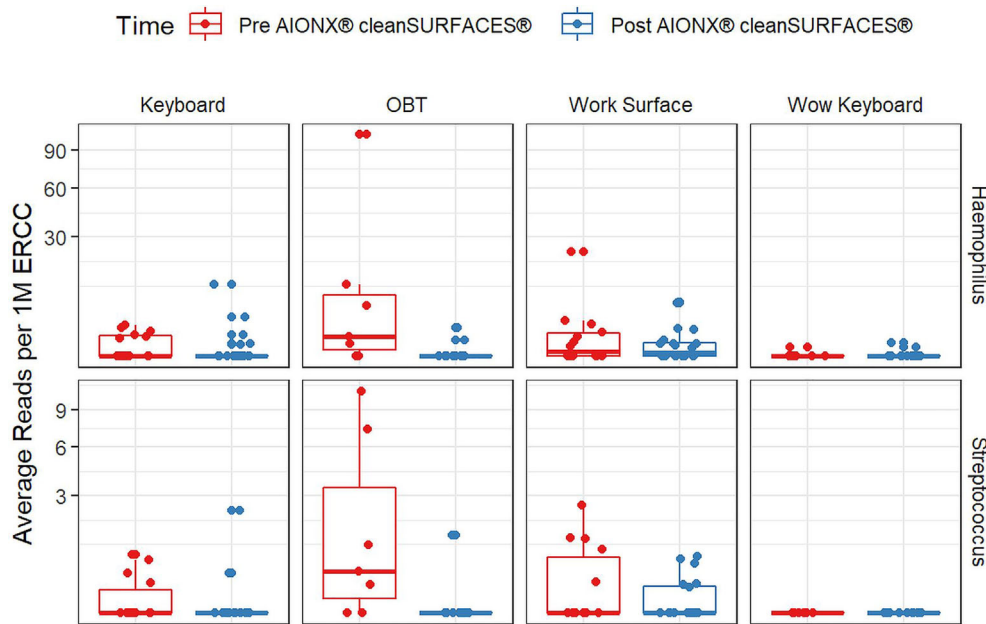 Time Pre AIONX® cleanSURFACES® Post AIONX® cleanSURFACES®
Keyboard OBT Work Surface Wow Keyboard
Average Reads per 1M ERCC
90
60
30
Haemophilus
9
6
3
Streptococcus